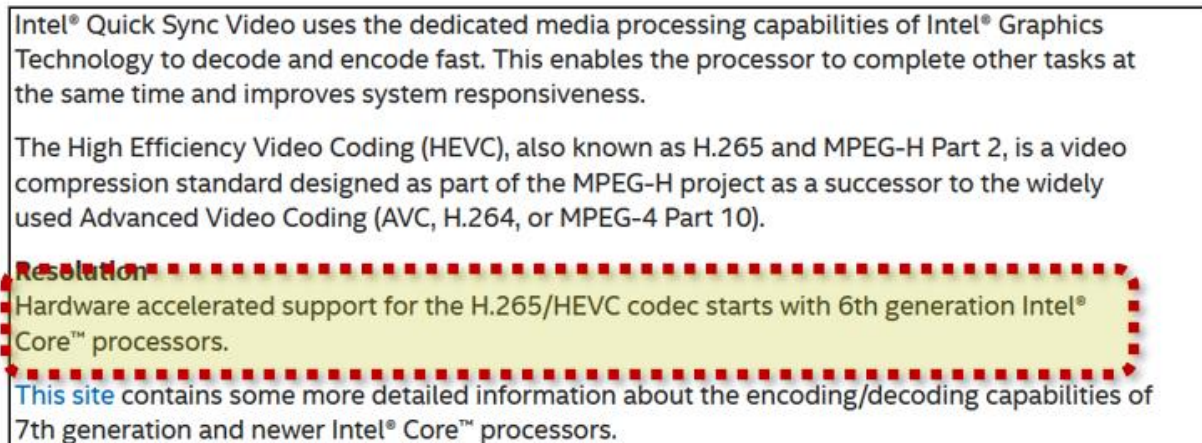 Intel® Quick Sync Video uses the dedicated media processing capabilities of Intel® Graphics
Technology to decode and encode fast. This enables the processor to complete other tasks at
the same time and improves system responsiveness.
The High Efficiency Video Coding (HEVC), also known as H.265 and MPEG-H Part 2, is a video
compression standard designed as part of the MPEG-H project as a successor to the widely
used Advanced Video Coding (AVC, H.264, or MPEG-4 Part 10).
Resolution
Hardware accelerated support for the H.265/HEVC codec starts with 6th generation Intel®
Core™ processors.
This site contains some more detailed information about the encoding/decoding capabilities of
7th generation and newer Intel® Core™ processors.